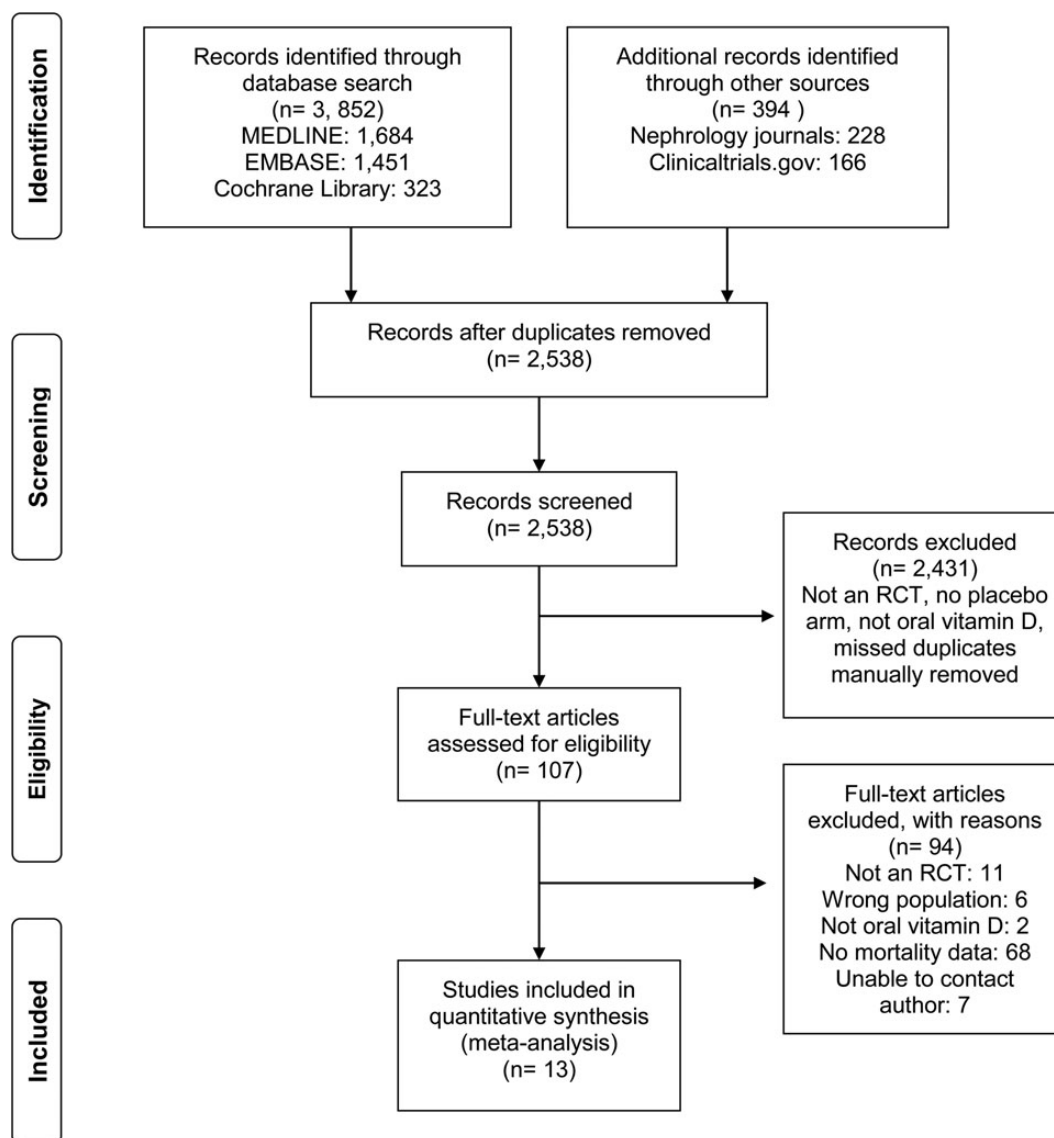 Identification
Records identified through
database search
(n= 3, 852)
MEDLINE: 1,684
EMBASE: 1,451
Cochrane Library: 323
Additional records identified
through other sources
(n= 394 )
Nephrology journals: 228
Clinicaltrials.gov: 166
Screening
Records after duplicates removed
(n= 2,538)
Records screened
(n= 2,538)
Records excluded
(n= 2,431)
Not an RCT, no placebo
arm, not oral vitamin D,
missed duplicates
manually removed
Eligibility
Full-text articles
assessed for eligibility
(n= 107)
Full-text articles
excluded, with reasons
(n= 94)
Not an RCT: 11
Wrong population: 6
Not oral vitamin D: 2
No mortality data: 68
Unable to contact
author: 7
Included
Studies included in
quantitative synthesis
(meta-analysis)
(n= 13)